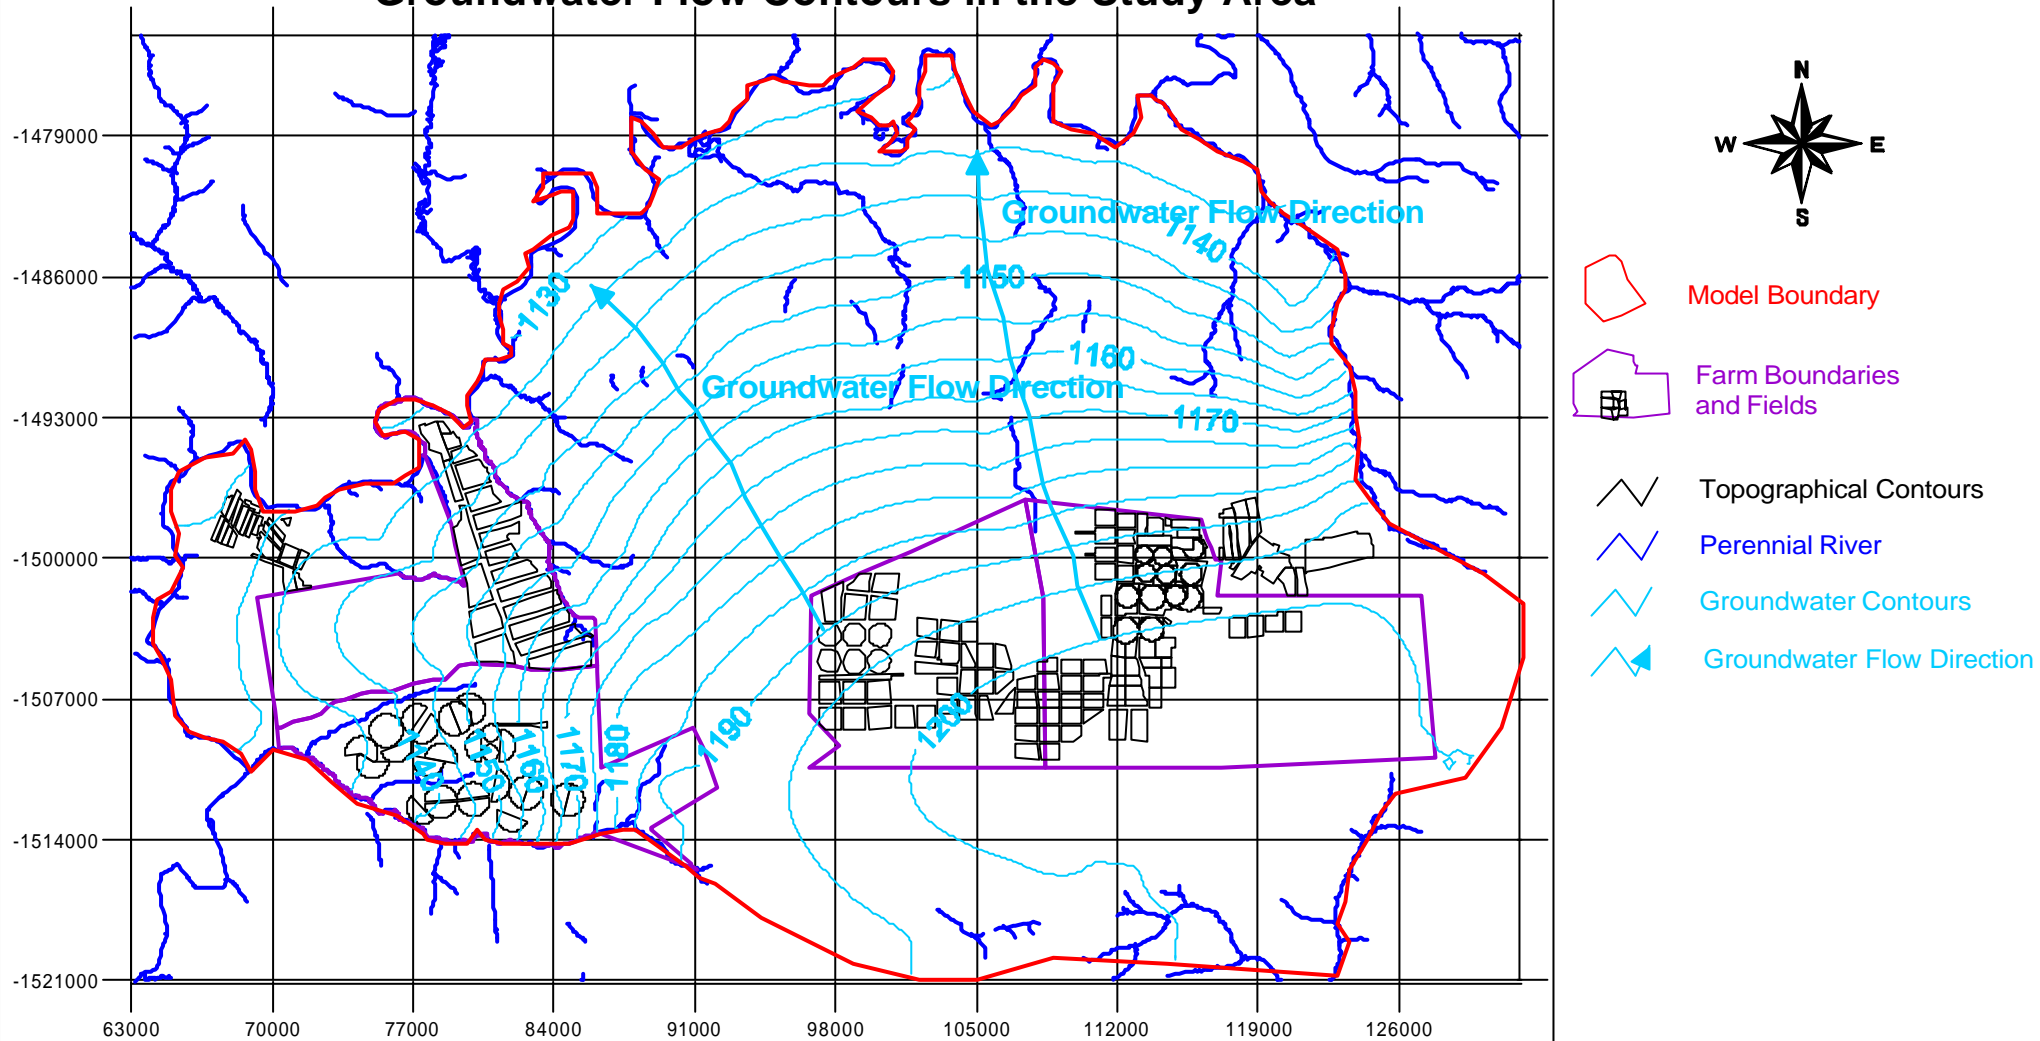 Groundwater Flow Contours in the Study Area
N
W E
S
-1479000
-1486000
-1493000
-1500000
-1507000
-1514000
-1521000
63000 70000 77000 84000 91000 98000 105000 112000 119000 126000
Groundwater Flow Direction
1140
1150
1130
1160
Groundwater Flow Direction
1170
1200
1190
1180
1170
1160
1150
1140
Model Boundary
Farm Boundaries
and Fields
Topographical Contours
Perennial River
Groundwater Contours
Groundwater Flow Direction